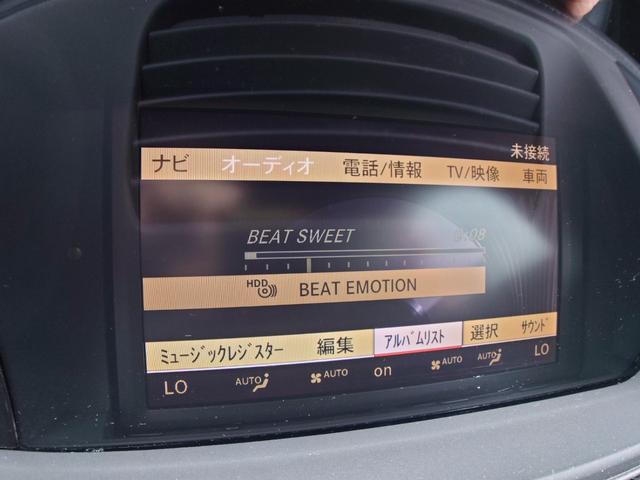 未接続
ナビ オーディオ 電話/情報 TV/映像 車両
BEAT SWEET 0:08
HDD BEAT EMOTION
ミュージックレジスター 編集 アルバムリスト 選択 サウンド
LO AUTO AUTO on AUTO AUTO LO